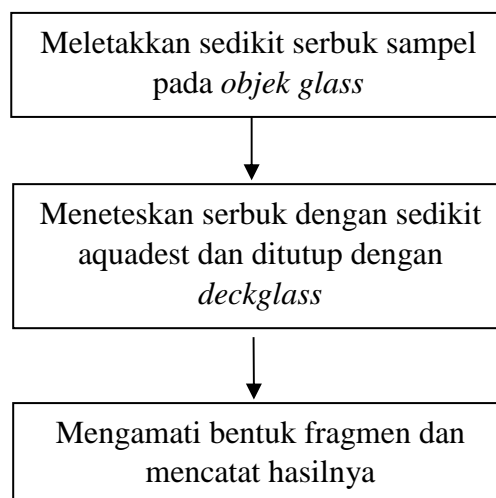 Meletakkan sedikit serbuk sampel
pada objek glass
Meneteskan serbuk dengan sedikit
aquadest dan ditutup dengan
deckglass
Mengamati bentuk fragmen dan
mencatat hasilnya